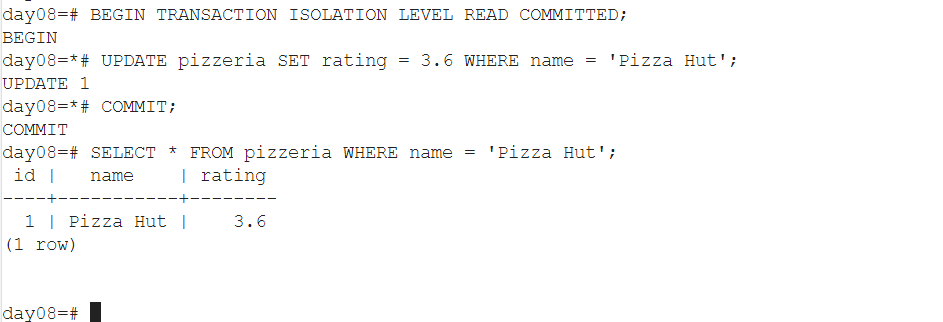 day08=# BEGIN TRANSACTION ISOLATION LEVEL READ COMMITTED;
BEGIN
day08=*# UPDATE pizzeria SET rating = 3.6 WHERE name = 'Pizza Hut';
UPDATE 1
day08=*# COMMIT;
COMMIT
day08=# SELECT * FROM pizzeria WHERE name = 'Pizza Hut';
 id |   name    | rating
----+-----------+--------
  1 | Pizza Hut |    3.6
(1 row)
day08=#